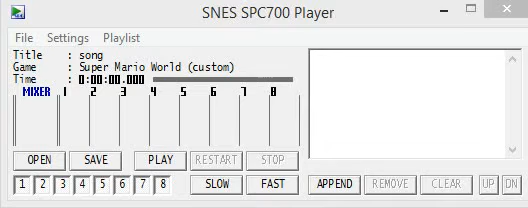 SNES SPC700 Player
File Settings Playlist
Title : song
Game : Super Mario World (custom)
Time : 0:00:00.000
MIXER 1 2 3 4 5 6 7 8
OPEN SAVE PLAY RESTART STOP
1 2 3 4 5 6 7 8 SLOW FAST APPEND REMOVE CLEAR UP DN